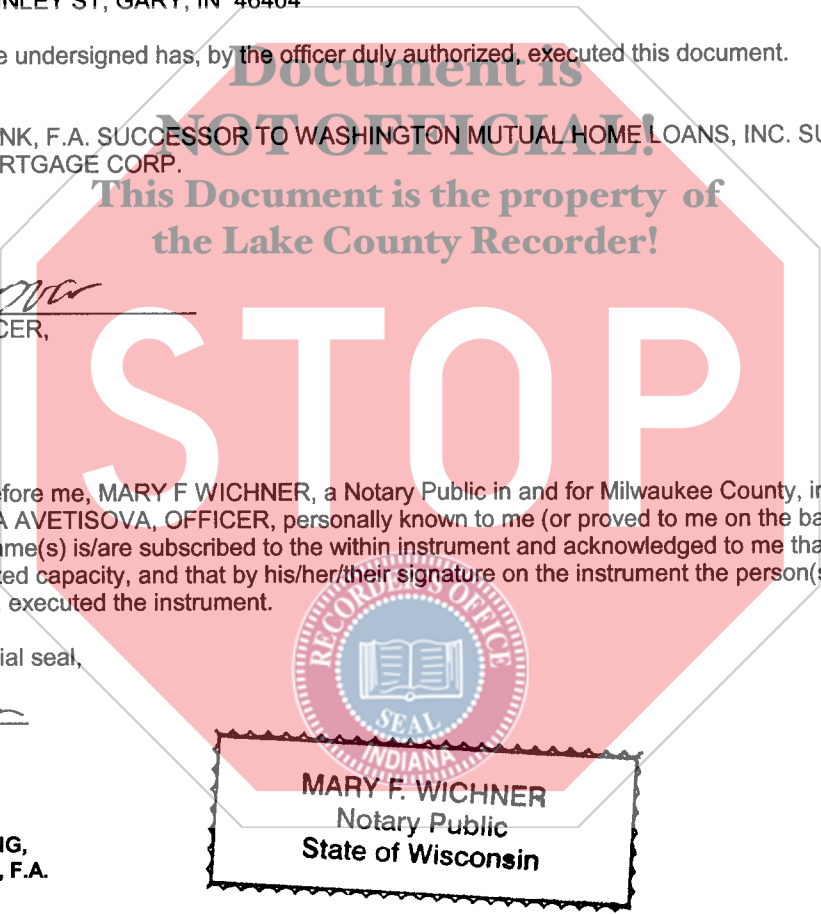 NLEY ST, GARY, IN 46404
e undersigned has, by the officer duly authorized, executed this document.
Document is
NOT OFFICIAL!
NK, F.A. SUCCESSOR TO WASHINGTON MUTUAL HOME LOANS, INC. SU
RTGAGE CORP.
This Document is the property of
the Lake County Recorder!
CER,
STOP
efore me, MARY F WICHNER, a Notary Public in and for Milwaukee County, in
A AVETISOVA, OFFICER, personally known to me (or proved to me on the ba
ame(s) is/are subscribed to the within instrument and acknowledged to me tha
zed capacity, and that by his/her/their signature on the instrument the person(s
executed the instrument.
RECORDER'S OFFICE
ial seal,
SEAL
INDIANA
MARY F. WICHNER
Notary Public
State of Wisconsin
NG,
, F.A.